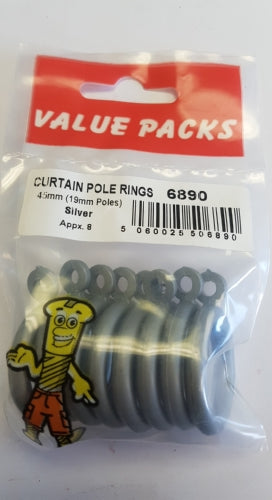 VALUE PACKS
CURTAIN POLE RINGS 6890
45mm (19mm Poles)
Silver
Appx. 8
5 060025 506890